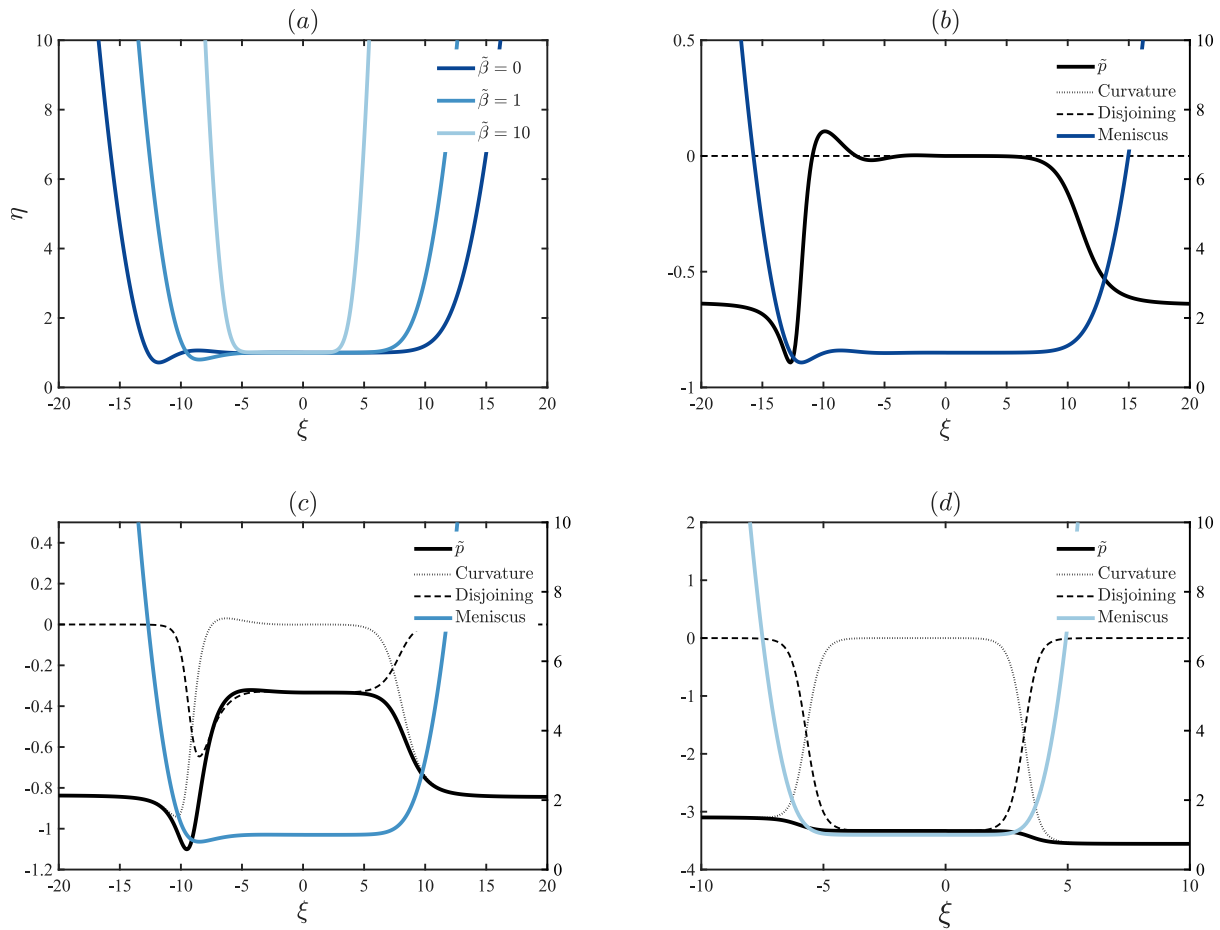 (a)
10
8
6
4
2
0
η
-20 -15 -10 -5 0 5 10 15 20
ξ
β̃ = 0
β̃ = 1
β̃ = 10
(b)
0.5
0
-0.5
-1
10
8
6
4
2
0
-20 -15 -10 -5 0 5 10 15 20
ξ
p̃
Curvature
Disjoining
Meniscus
(c)
0.4
0.2
0
-0.2
-0.4
-0.6
-0.8
-1
-1.2
10
8
6
4
2
0
-20 -15 -10 -5 0 5 10 15 20
ξ
p̃
Curvature
Disjoining
Meniscus
(d)
2
1
0
-1
-2
-3
-4
10
8
6
4
2
0
-10 -5 0 5 10
ξ
p̃
Curvature
Disjoining
Meniscus